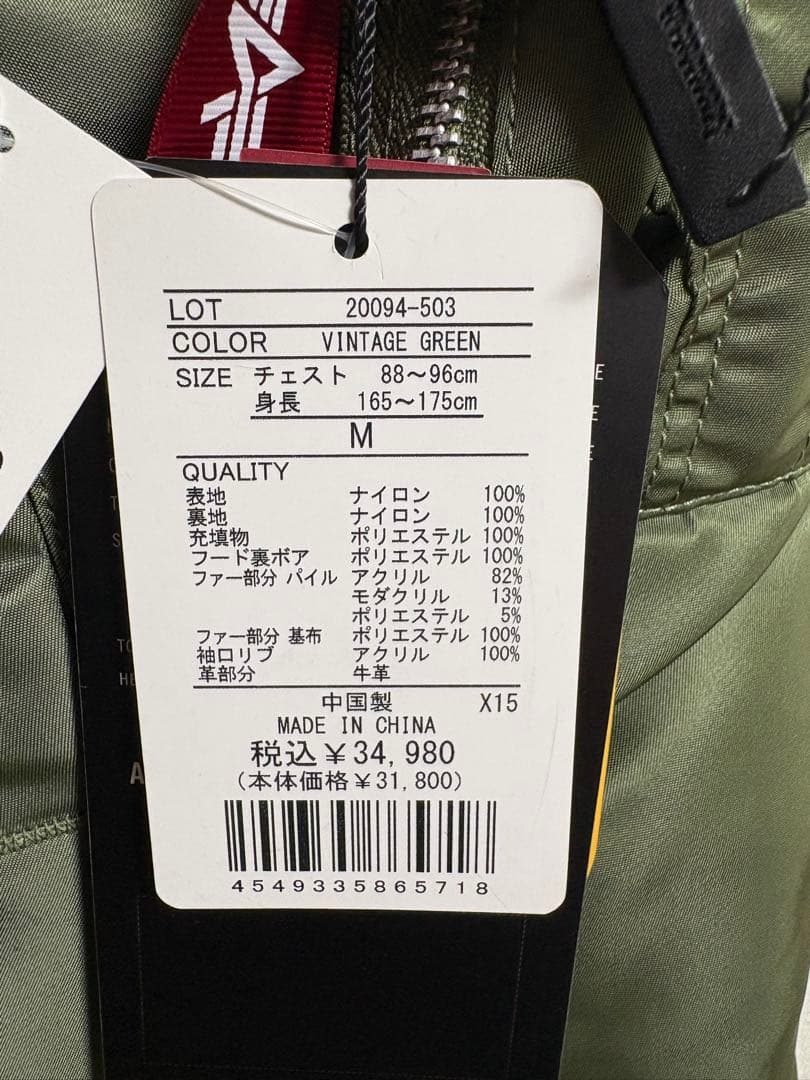 LOT 20094-503
COLOR VINTAGE GREEN
SIZE チェスト 88～96cm
身長 165～175cm
M
QUALITY
表地 ナイロン 100%
裏地 ナイロン 100%
充填物 ポリエステル 100%
フード裏ボア ポリエステル 100%
ファー部分 パイル アクリル 82%
モダクリル 13%
ポリエステル 5%
ファー部分 基布 ポリエステル 100%
袖口リブ アクリル 100%
革部分 牛革
中国製 X15
MADE IN CHINA
税込￥34,980
(本体価格￥31,800)
4549335865718